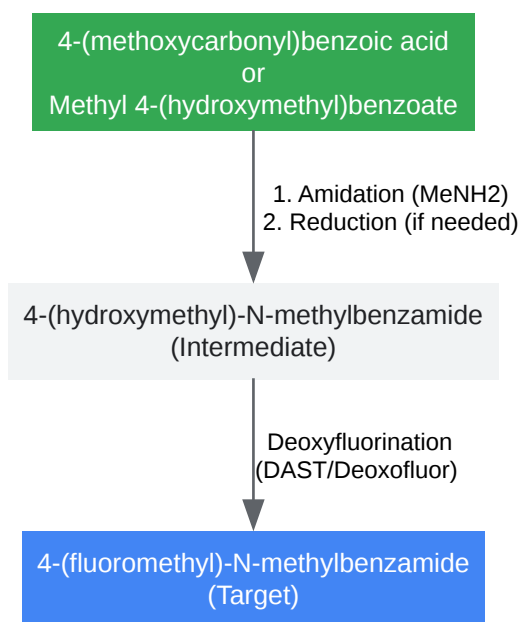 4-(methoxycarbonyl)benzoic acid
or
Methyl 4-(hydroxymethyl)benzoate
1. Amidation (MeNH2)
2. Reduction (if needed)
4-(hydroxymethyl)-N-methylbenzamide
(Intermediate)
Deoxyfluorination
(DAST/Deoxofluor)
4-(fluoromethyl)-N-methylbenzamide
(Target)